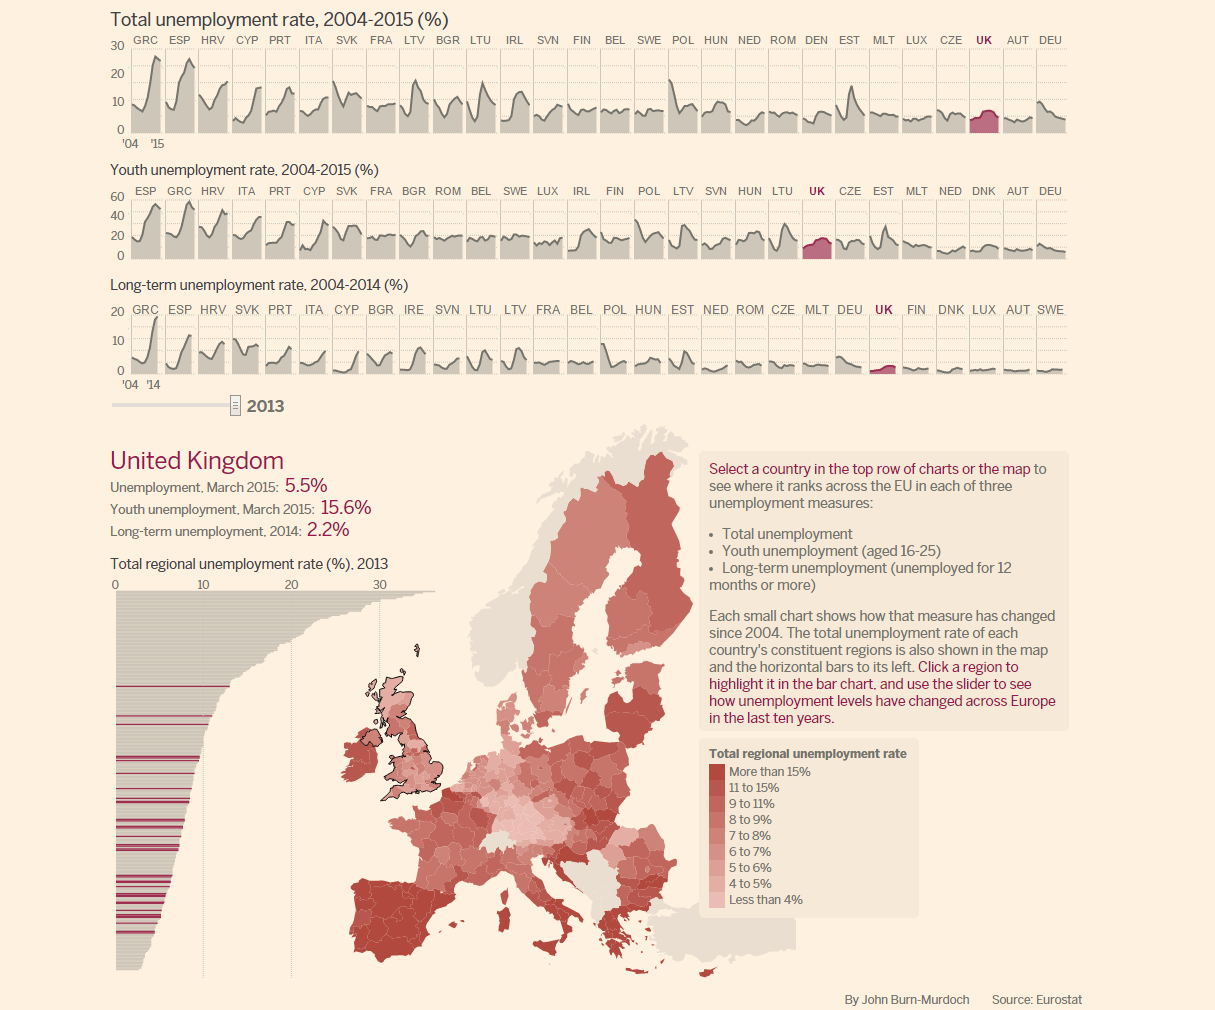 Total unemployment rate, 2004-2015 (%)
GRC ESP HRV CYP PRT ITA SVK FRA LTV BGR LTU IRL SVN FIN BEL SWE POL HUN NED ROM DEN EST MLT LUX CZE UK AUT DEU
30
20
10
0
'04 '15
Youth unemployment rate, 2004-2015 (%)
ESP GRC HRV ITA PRT CYP SVK FRA BGR ROM BEL SWE LUX IRL FIN POL LTV SVN HUN LTU UK CZE EST MLT NED DNK AUT DEU
60
40
20
0
Long-term unemployment rate, 2004-2014 (%)
GRC ESP HRV SVK PRT ITA CYP BGR IRE SVN LTU LTV FRA BEL POL HUN EST NED ROM CZE MLT DEU UK FIN DNK LUX AUT SWE
20
10
0
'04 '14
2013
United Kingdom
Unemployment, March 2015: 5.5%
Youth unemployment, March 2015: 15.6%
Long-term unemployment, 2014: 2.2%
Total regional unemployment rate (%), 2013
0 10 20 30
Select a country in the top row of charts or the map to
see where it ranks across the EU in each of three
unemployment measures:
• Total unemployment
• Youth unemployment (aged 16-25)
• Long-term unemployment (unemployed for 12
months or more)
Each small chart shows how that measure has changed
since 2004. The total unemployment rate of each
country's constituent regions is also shown in the map
and the horizontal bars to its left. Click a region to
highlight it in the bar chart, and use the slider to see
how unemployment levels have changed across Europe
in the last ten years.
Total regional unemployment rate
More than 15%
11 to 15%
9 to 11%
8 to 9%
7 to 8%
6 to 7%
5 to 6%
4 to 5%
Less than 4%
By John Burn-Murdoch Source: Eurostat